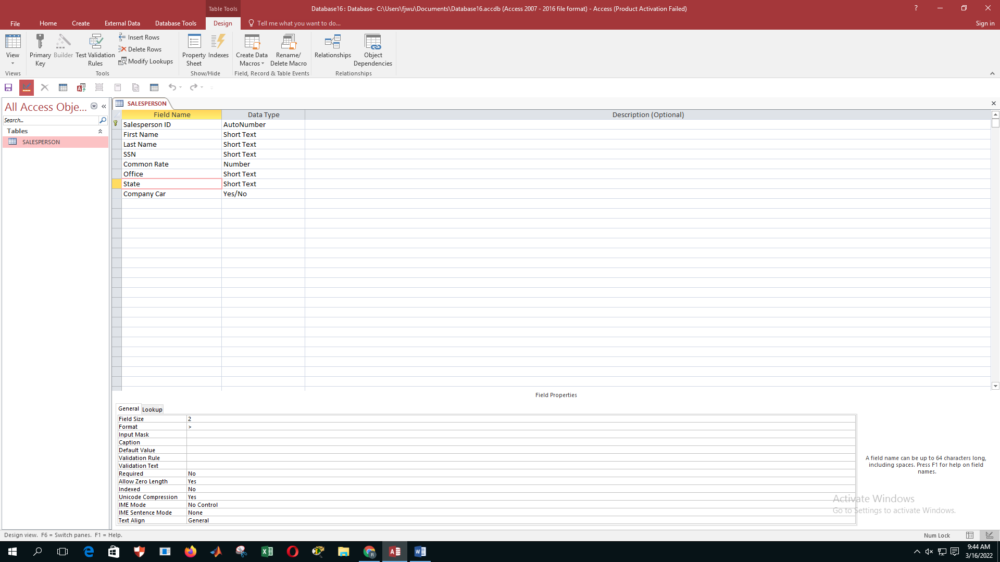 Table Tools
Database16 : Database- C:\Users\fjwu\Documents\Database16.accdb (Access 2007 - 2016 file format) - Access (Product Activation Failed)
?
File
Home
Create
External Data
Database Tools
Design
Tell me what you want to do...
Sign in
View
Primary Key
Builder
Test Validation Rules
Insert Rows
Delete Rows
Modify Lookups
Property Sheet
Indexes
Create Data Macros
Rename/ Delete Macro
Relationships
Object Dependencies
Views
Tools
Show/Hide
Field, Record & Table Events
Relationships
All Access Obje...
Search...
Tables
SALESPERSON
SALESPERSON
Field Name Data Type Description (Optional)
Salesperson ID AutoNumber
First Name Short Text
Last Name Short Text
SSN Short Text
Common Rate Number
Office Short Text
State Short Text
Company Car Yes/No
Field Properties
General Lookup
Field Size 2
Format >
Input Mask
Caption
Default Value
Validation Rule
Validation Text
Required No
Allow Zero Length Yes
Indexed No
Unicode Compression Yes
IME Mode No Control
IME Sentence Mode None
Text Align General
A field name can be up to 64 characters long,
including spaces. Press F1 for help on field
names.
Activate Windows
Go to Settings to activate Windows.
Design view. F6 = Switch panes. F1 = Help.
Num Lock
9:44 AM
3/16/2022